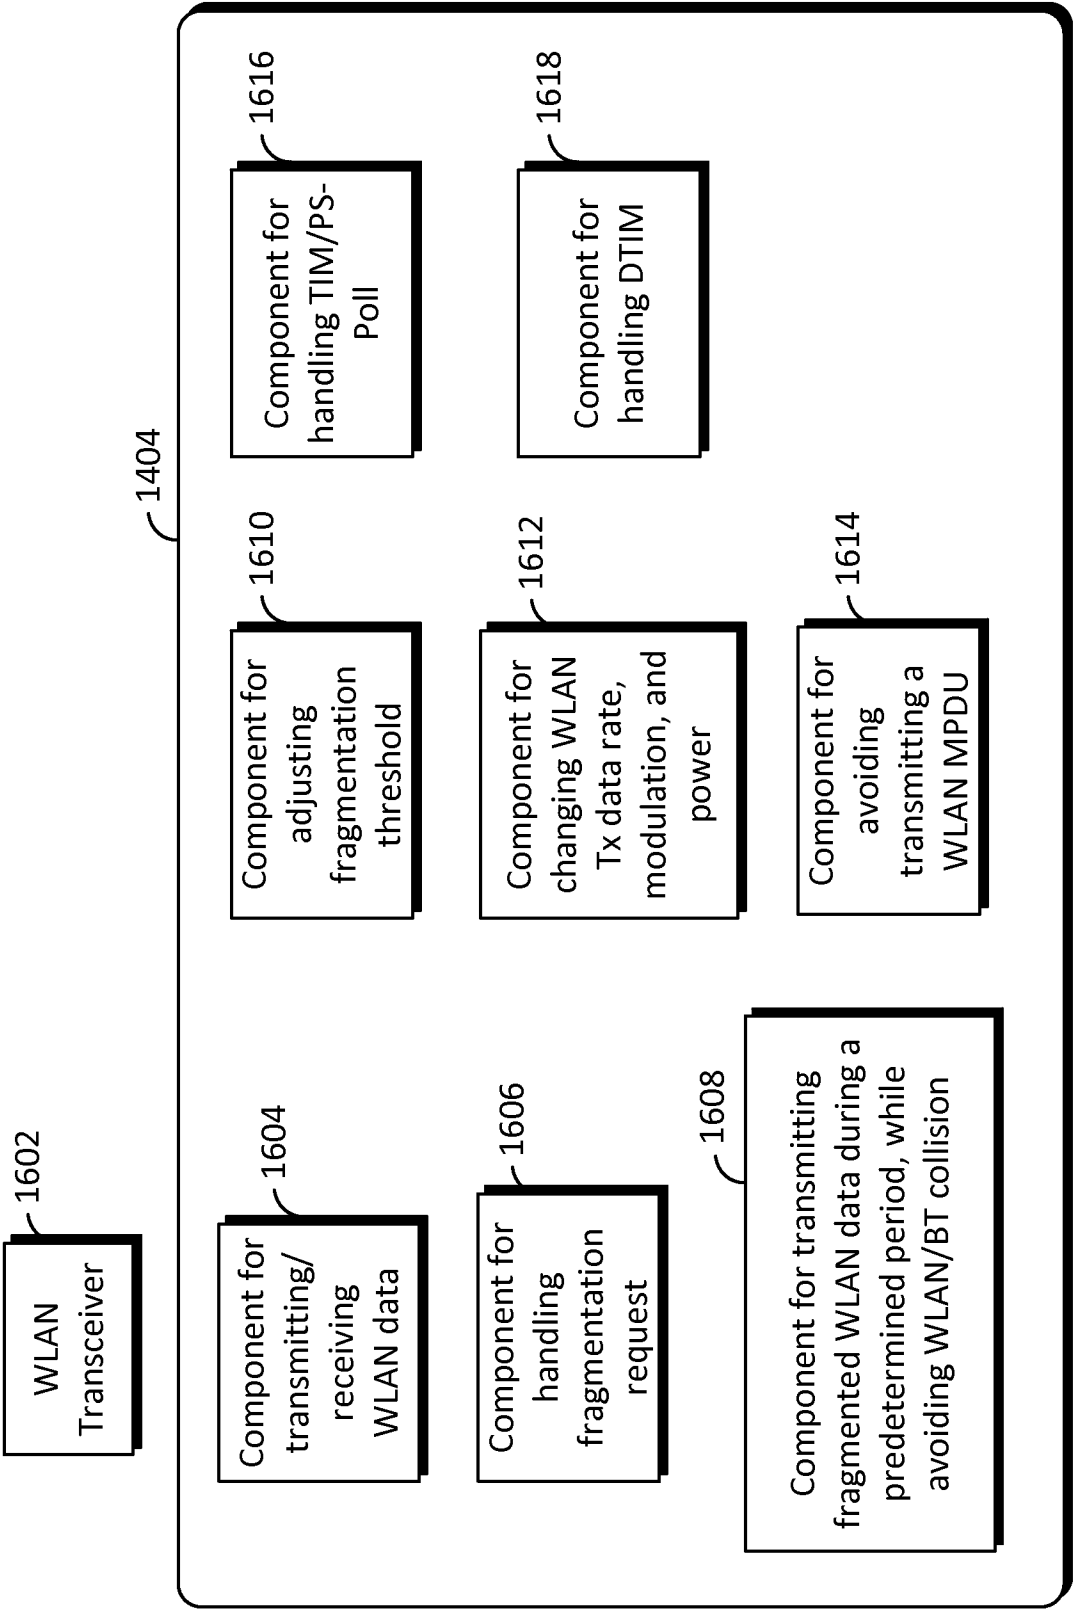 WLAN
Transceiver
1602
1404
Component for
transmitting/
receiving
WLAN data
1604
Component for
handling
fragmentation
request
1606
Component for transmitting
fragmented WLAN data during a
predetermined period, while
avoiding WLAN/BT collision
1608
Component for
adjusting
fragmentation
threshold
1610
Component for
changing WLAN
Tx data rate,
modulation, and
power
1612
Component for
avoiding
transmitting a
WLAN MPDU
1614
Component for
handling TIM/PS-
Poll
1616
Component for
handling DTIM
1618